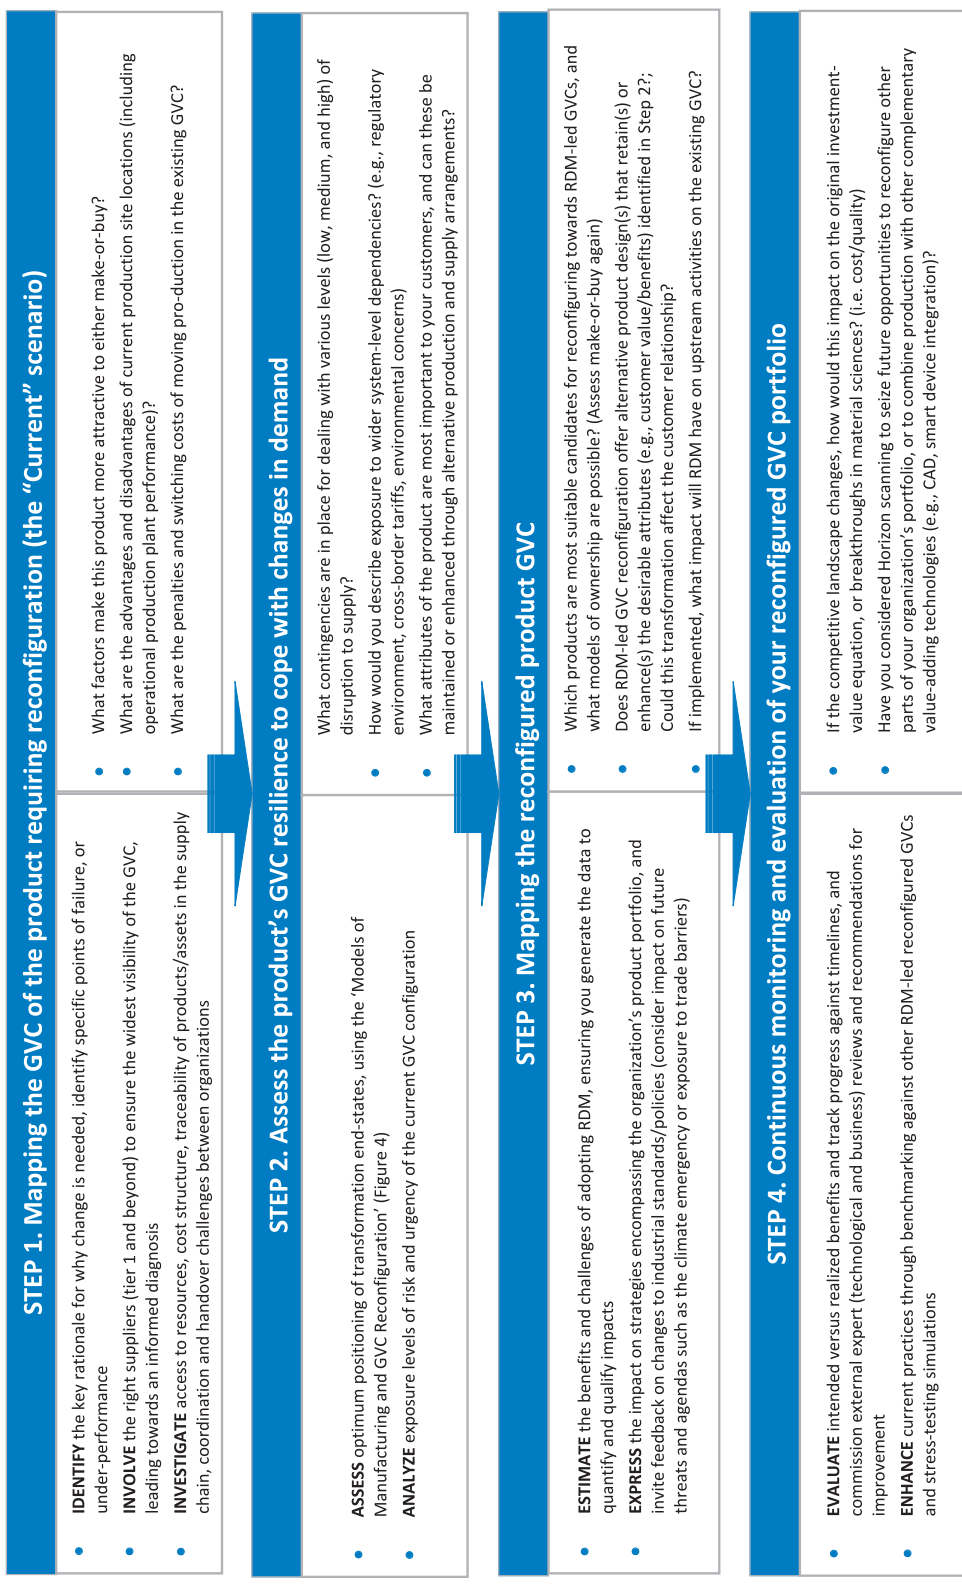 STEP 1. Mapping the GVC of the product requiring reconfiguration (the “Current” scenario)
IDENTIFY the key rationale for why change is needed, identify specific points of failure, or
under-performance
INVOLVE the right suppliers (tier 1 and beyond) to ensure the widest visibility of the GVC,
leading towards an informed diagnosis
INVESTIGATE access to resources, cost structure, traceability of products/assets in the supply
chain, coordination and handover challenges between organizations
What factors make this product more attractive to either make-or-buy?
What are the advantages and disadvantages of current production site locations (including
operational production plant performance)?
What are the penalties and switching costs of moving pro-duction in the existing GVC?
STEP 2. Assess the product’s GVC resilience to cope with changes in demand
ASSESS optimum positioning of transformation end-states, using the ‘Models of
Manufacturing and GVC Reconfiguration’ (Figure 4)
ANALYZE exposure levels of risk and urgency of the current GVC configuration
What contingencies are in place for dealing with various levels (low, medium, and high) of
disruption to supply?
How would you describe exposure to wider system-level dependencies? (e.g., regulatory
environment, cross-border tariffs, environmental concerns)
What attributes of the product are most important to your customers, and can these be
maintained or enhanced through alternative production and supply arrangements?
STEP 3. Mapping the reconfigured product GVC
ESTIMATE the benefits and challenges of adopting RDM, ensuring you generate the data to
quantify and qualify impacts
EXPRESS the impact on strategies encompassing the organization’s product portfolio, and
invite feedback on changes to industrial standards/policies (consider impact on future
threats and agendas such as the climate emergency or exposure to trade barriers)
Which products are most suitable candidates for reconfiguring towards RDM-led GVCs, and
what models of ownership are possible? (Assess make-or-buy again)
Does RDM-led GVC reconfiguration offer alternative product design(s) that retain(s) or
enhance(s) the desirable attributes (e.g., customer value/benefits) identified in Step 2?;
Could this transformation affect the customer relationship?
If implemented, what impact will RDM have on upstream activities on the existing GVC?
STEP 4. Continuous monitoring and evaluation of your reconfigured GVC portfolio
EVALUATE intended versus realized benefits and track progress against timelines, and
commission external expert (technological and business) reviews and recommendations for
improvement
ENHANCE current practices through benchmarking against other RDM-led reconfigured GVCs
and stress-testing simulations
If the competitive landscape changes, how would this impact on the original investment-
value equation, or breakthroughs in material sciences? (i.e. cost/quality)
Have you considered Horizon scanning to seize future opportunities to reconfigure other
parts of your organization’s portfolio, or to combine production with other complementary
value-adding technologies (e.g., CAD, smart device integration)?